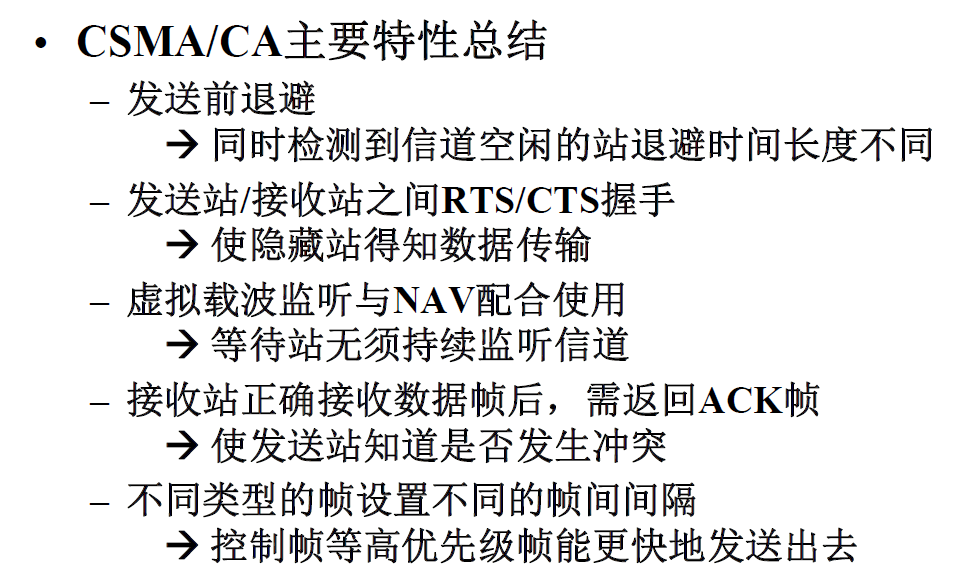 • CSMA/CA主要特性总结
– 发送前退避
→ 同时检测到信道空闲的站退避时间长度不同
– 发送站/接收站之间RTS/CTS握手
→ 使隐藏站得知数据传输
– 虚拟载波监听与NAV配合使用
→ 等待站无须持续监听信道
– 接收站正确接收数据帧后，需返回ACK帧
→ 使发送站知道是否发生冲突
– 不同类型的帧设置不同的帧间间隔
→ 控制帧等高优先级帧能更快地发送出去